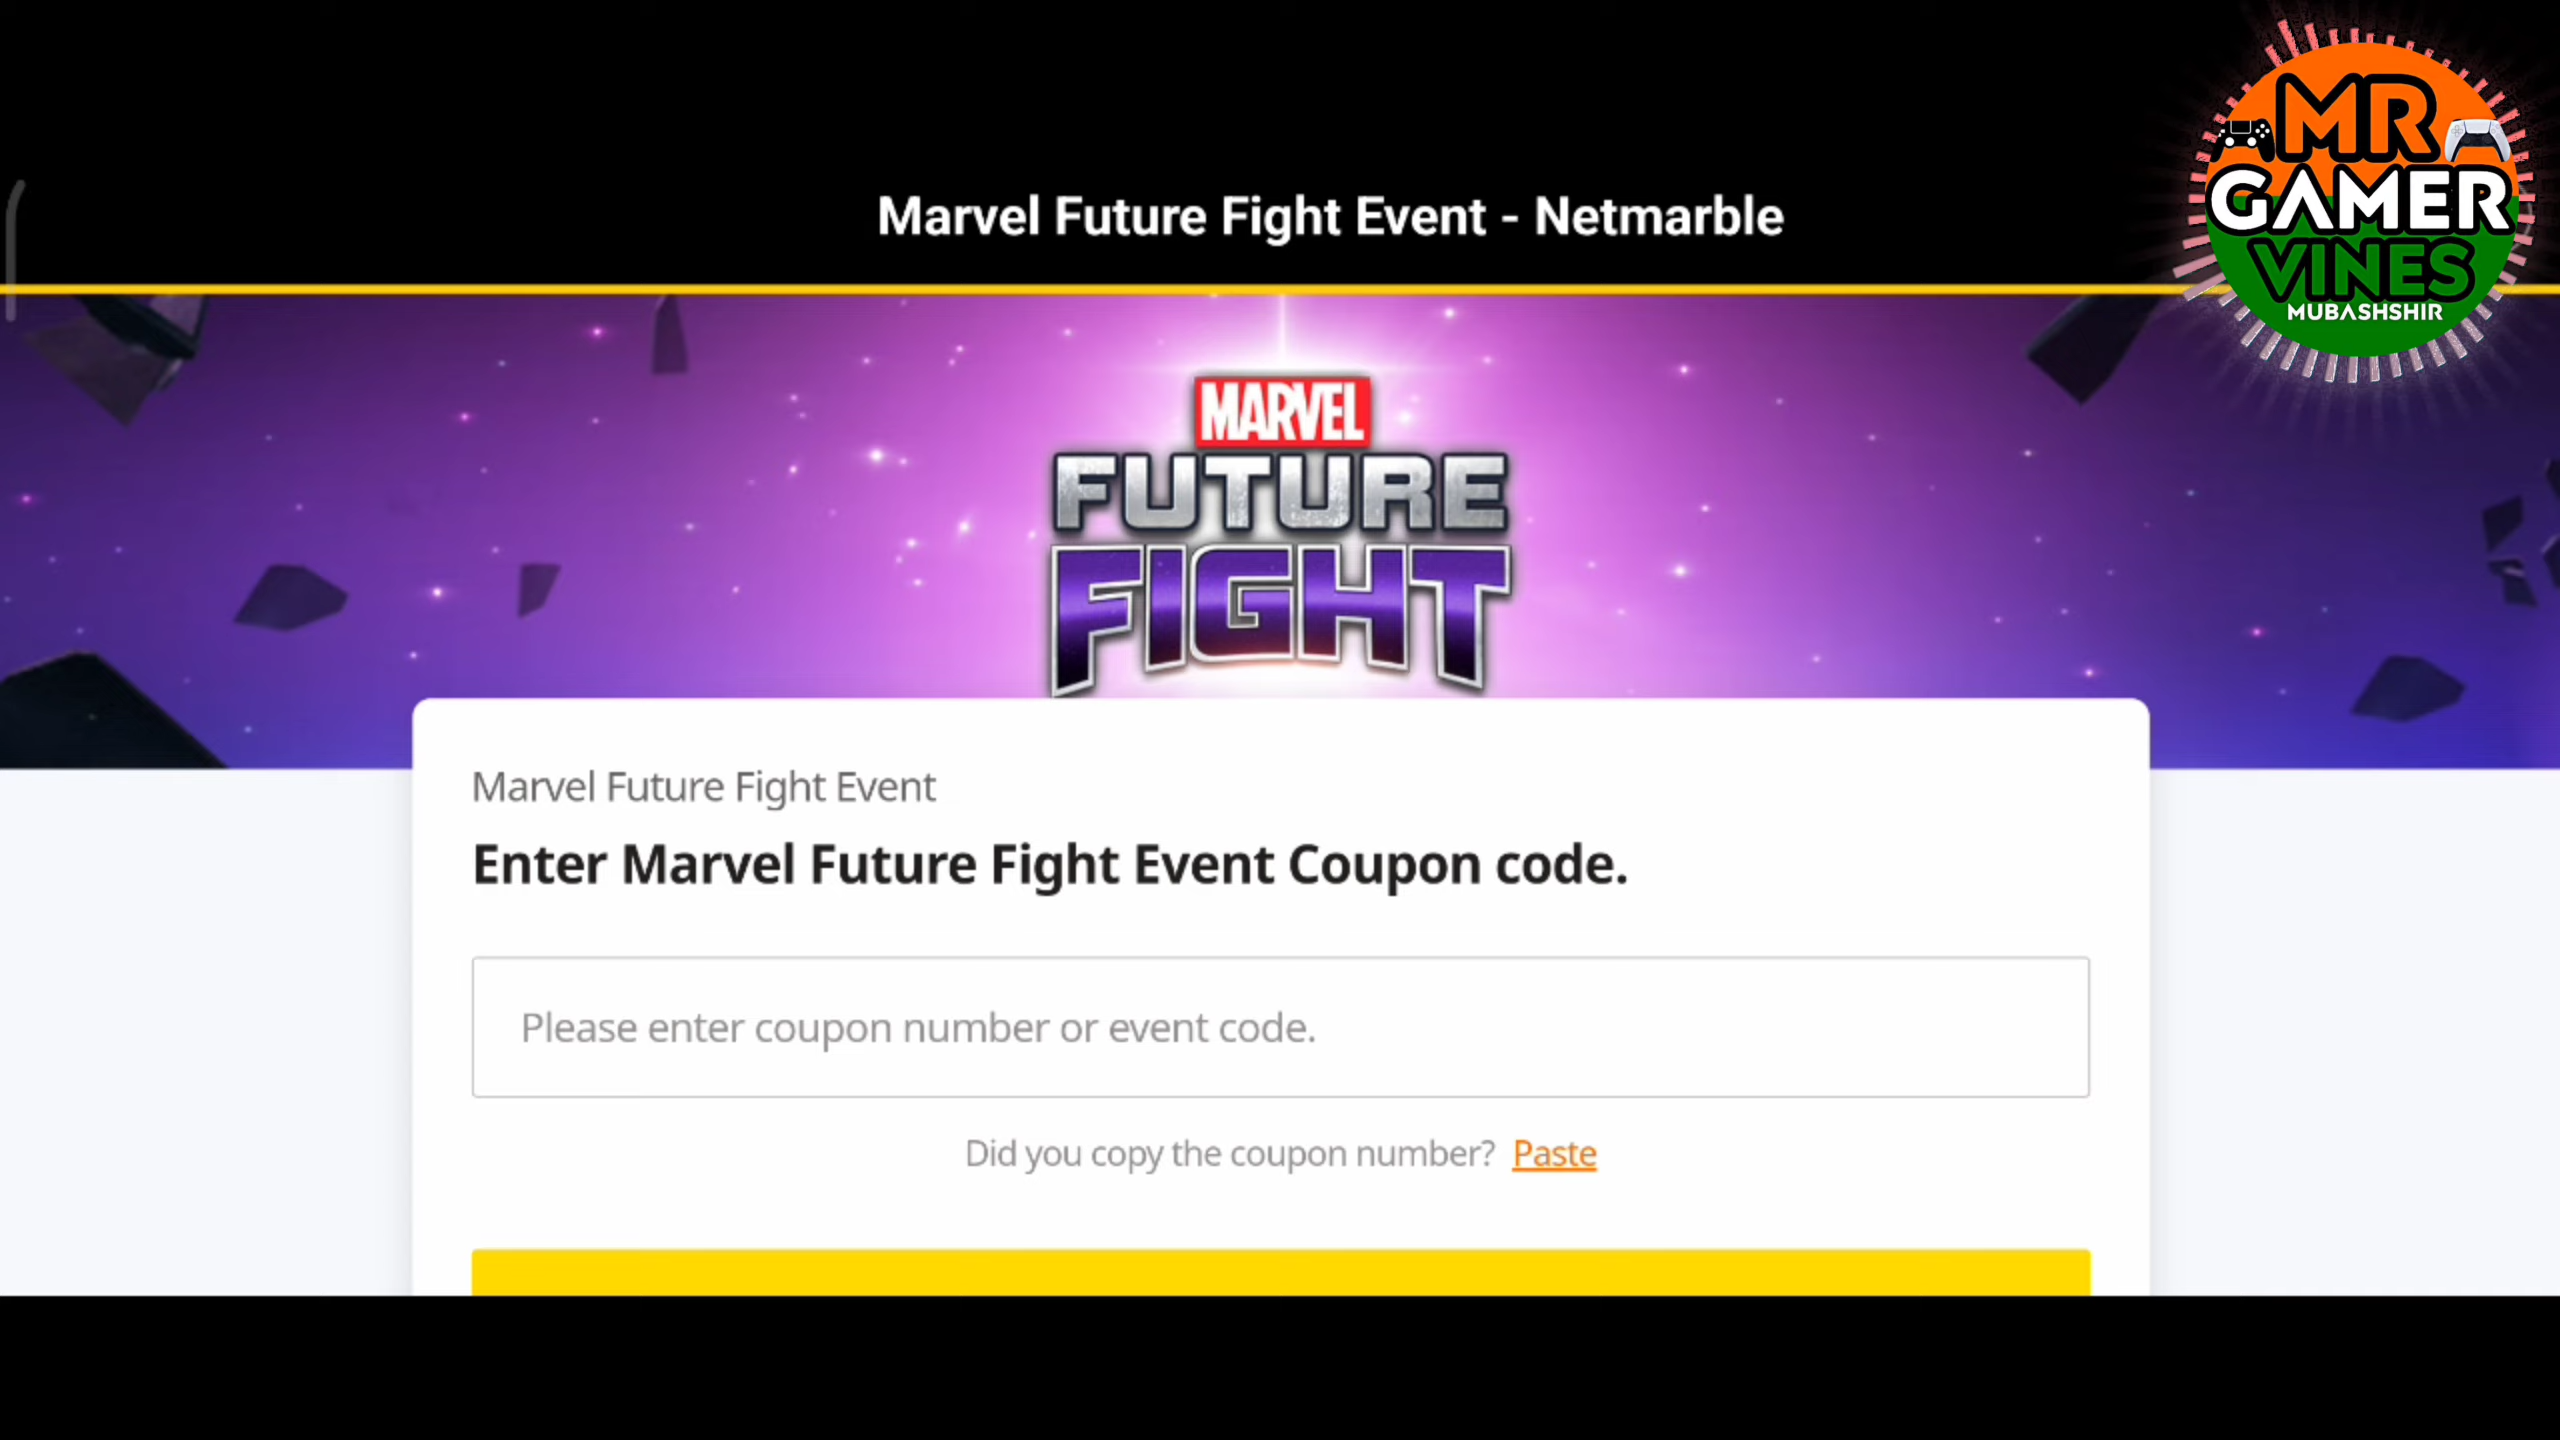 MR
GAMER
VINES
MUBASHSHIR
Marvel Future Fight Event - Netmarble
MARVEL
FUTURE
FIGHT
Marvel Future Fight Event
Enter Marvel Future Fight Event Coupon code.
Please enter coupon number or event code.
Did you copy the coupon number? Paste